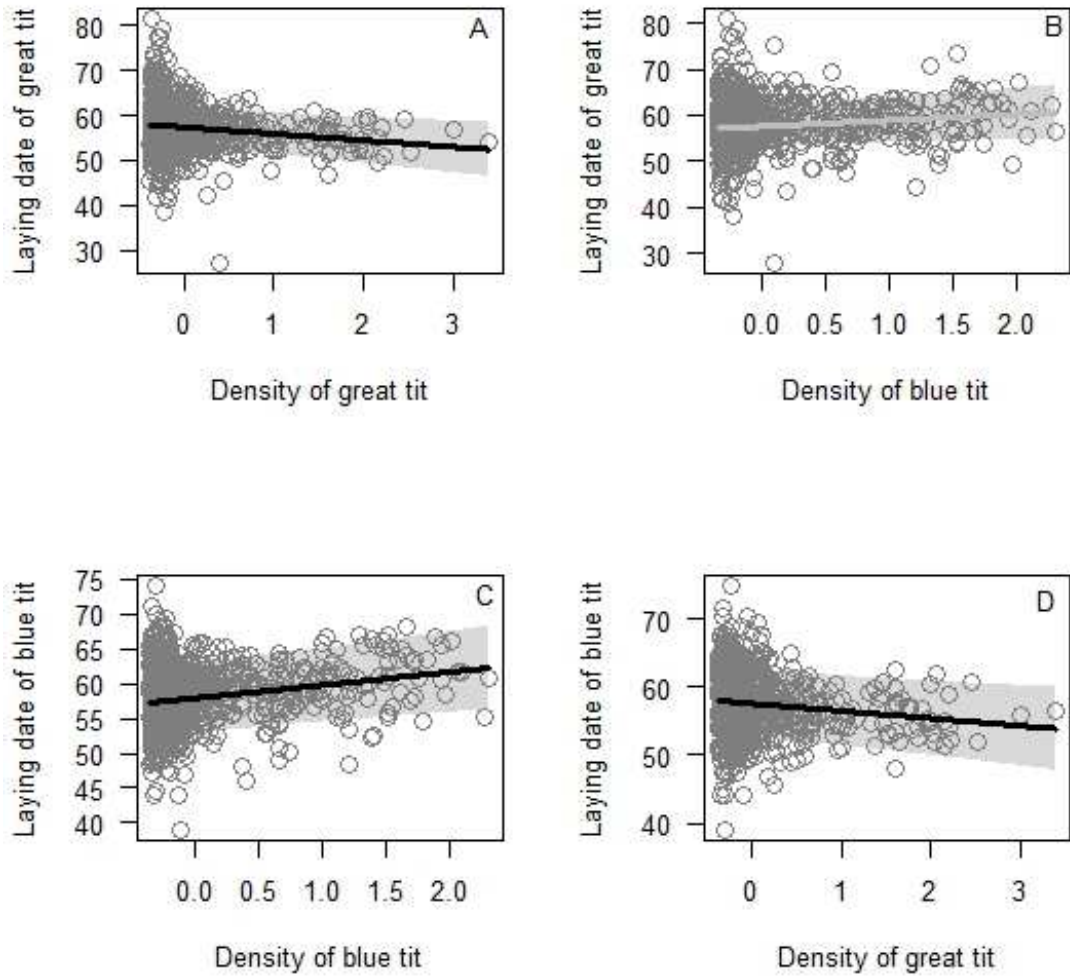 A
Laying date of great tit
80
70
60
50
40
30
0 1 2 3
Density of great tit
B
Laying date of great tit
80
70
60
50
40
30
0.0 0.5 1.0 1.5 2.0
Density of blue tit
C
Laying date of blue tit
75
70
65
60
55
50
45
40
0.0 0.5 1.0 1.5 2.0
Density of blue tit
D
Laying date of blue tit
70
60
50
40
0 1 2 3
Density of great tit